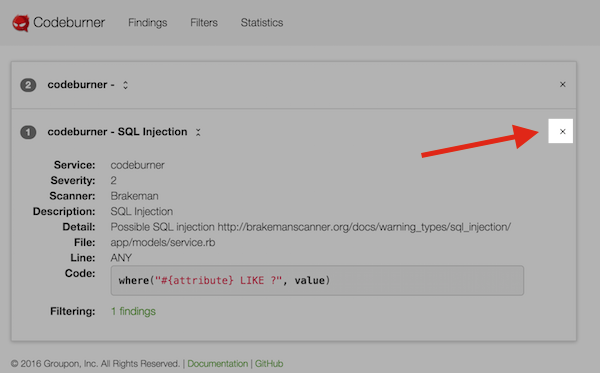 Codeburner Findings Filters Statistics
2 codeburner - ×
1 codeburner - SQL Injection ×
Service: codeburner
Severity: 2
Scanner: Brakeman
Description: SQL Injection
Detail: Possible SQL injection http://brakemanscanner.org/docs/warning_types/sql_injection/
File: app/models/service.rb
Line: ANY
Code: where("#{attribute} LIKE ?", value)
Filtering: 1 findings
© 2016 Groupon, Inc. All Rights Reserved. | Documentation | GitHub